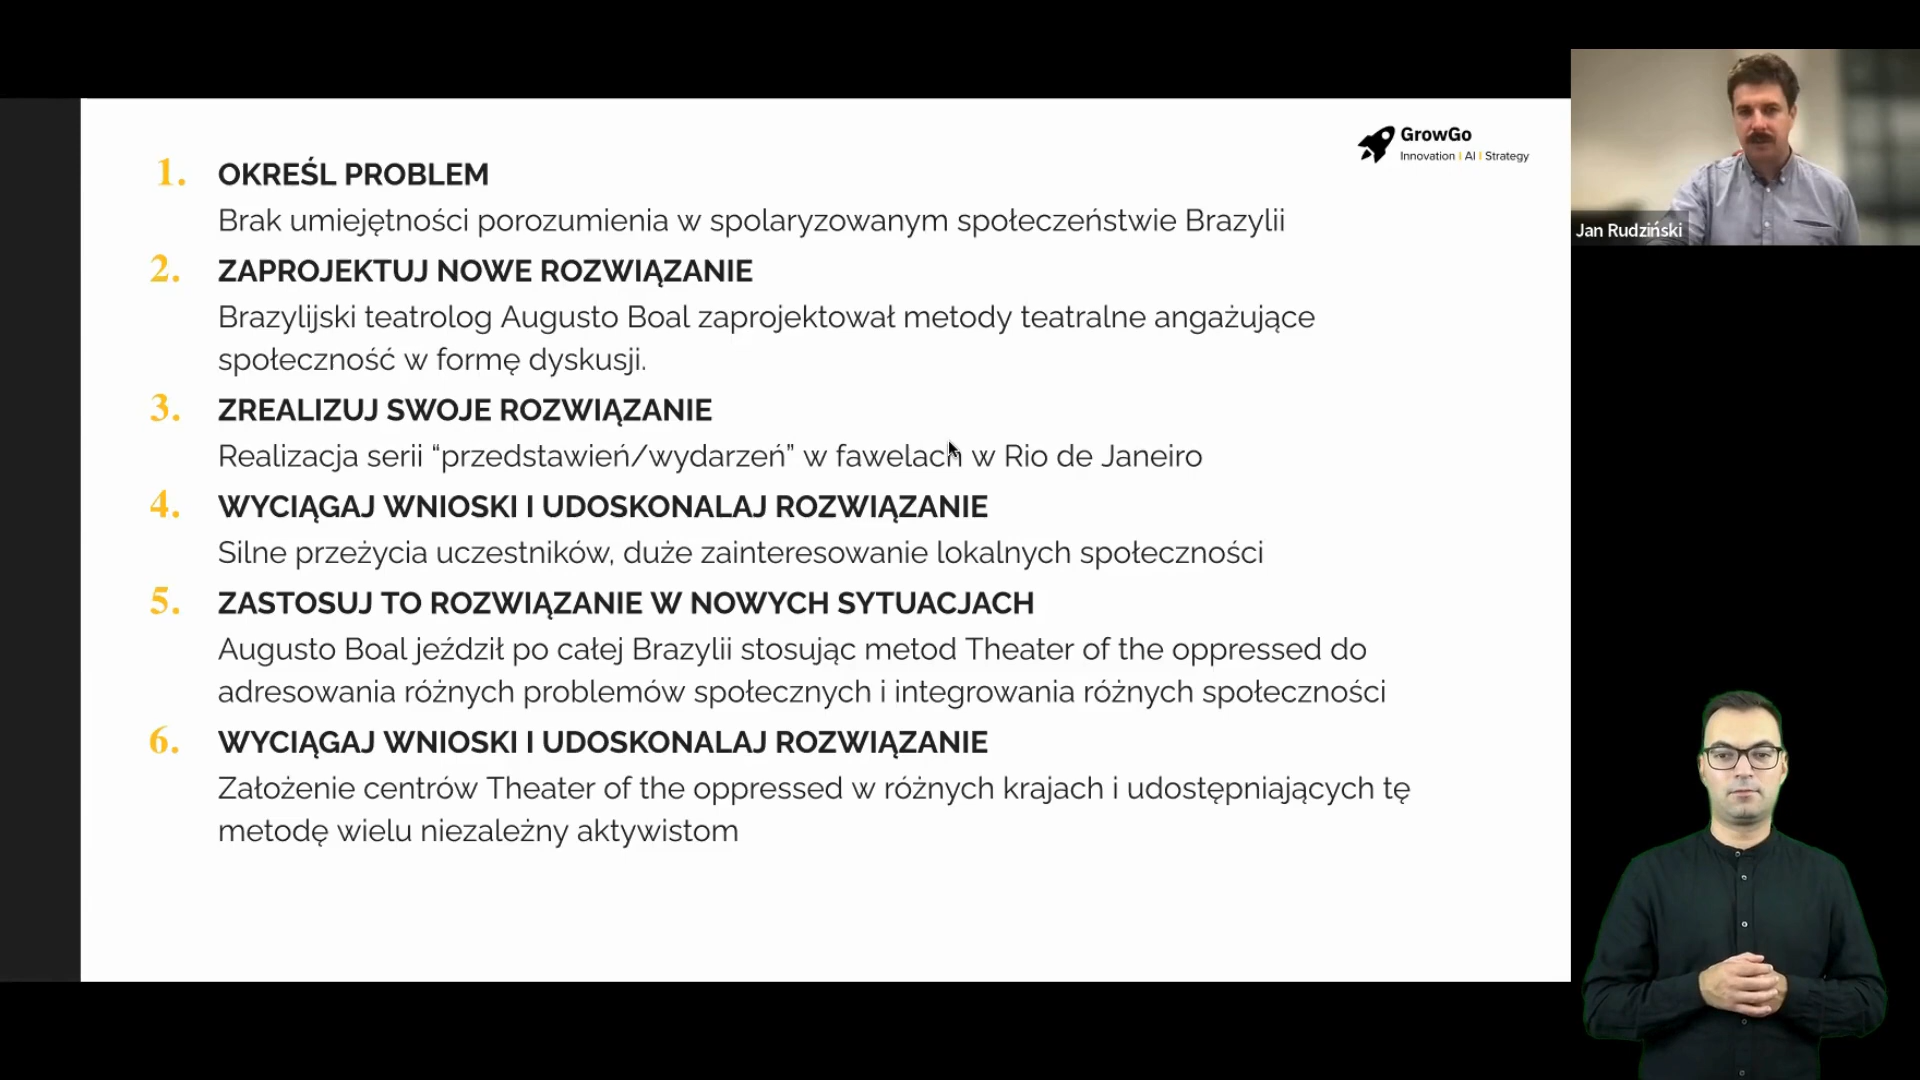 GrowGo
Innovation | AI | Strategy
1. OKREŚL PROBLEM
Brak umiejętności porozumienia w spolaryzowanym społeczeństwie Brazylii
2. ZAPROJEKTUJ NOWE ROZWIĄZANIE
Brazylijski teatrolog Augusto Boal zaprojektował metody teatralne angażujące
społeczność w formę dyskusji.
3. ZREALIZUJ SWOJE ROZWIĄZANIE
Realizacja serii “przedstawień/wydarzeń” w fawelach w Rio de Janeiro
4. WYCIĄGAJ WNIOSKI I UDOSKONALAJ ROZWIĄZANIE
Silne przeżycia uczestników, duże zainteresowanie lokalnych społeczności
5. ZASTOSUJ TO ROZWIĄZANIE W NOWYCH SYTUACJACH
Augusto Boal jeździł po całej Brazylii stosując metod Theater of the oppressed do
adresowania różnych problemów społecznych i integrowania różnych społeczności
6. WYCIĄGAJ WNIOSKI I UDOSKONALAJ ROZWIĄZANIE
Założenie centrów Theater of the oppressed w różnych krajach i udostępniających tę
metodę wielu niezależny aktywistom
Jan Rudziński